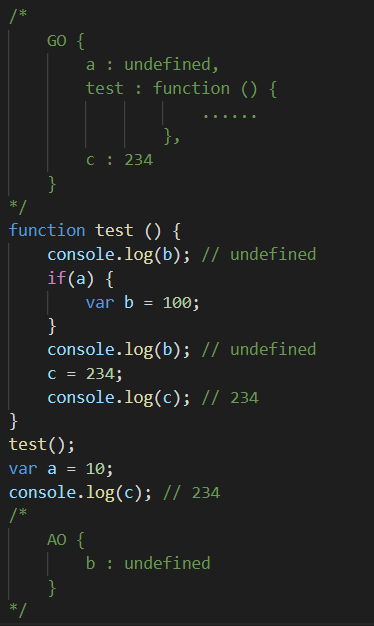 /*
    GO {
        a : undefined,
        test : function () {
                    ......
                },
        c : 234
    }
*/
function test () {
    console.log(b); // undefined
    if(a) {
        var b = 100;
    }
    console.log(b); // undefined
    c = 234;
    console.log(c); // 234
}
test();
var a = 10;
console.log(c); // 234
/*
    AO {
        b : undefined
    }
*/